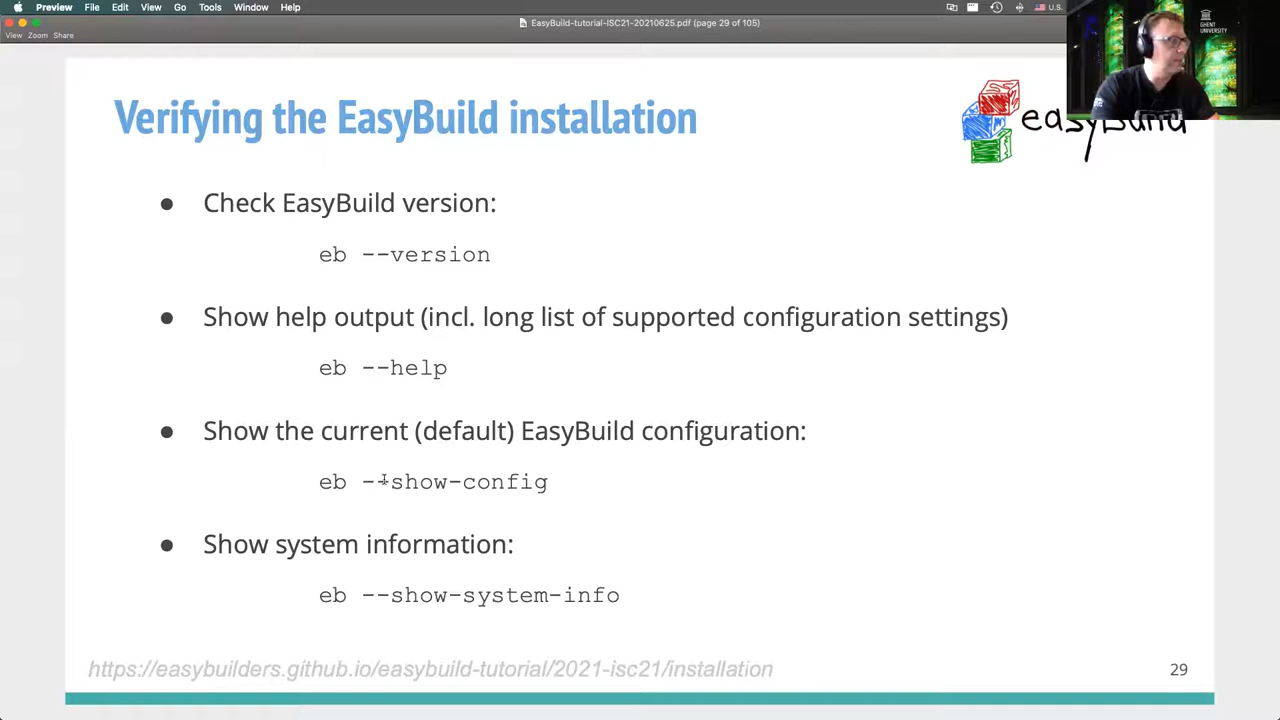 Preview File Edit View Go Tools Window Help
U.S.
EasyBuild-tutorial-ISC21-20210625.pdf (page 29 of 105)
View Zoom Share
GHENT
UNIVERSITY
Verifying the EasyBuild installation
easybuild
● Check EasyBuild version:
eb --version
● Show help output (incl. long list of supported configuration settings)
eb --help
● Show the current (default) EasyBuild configuration:
eb --show-config
● Show system information:
eb --show-system-info
https://easybuilders.github.io/easybuild-tutorial/2021-isc21/installation
29